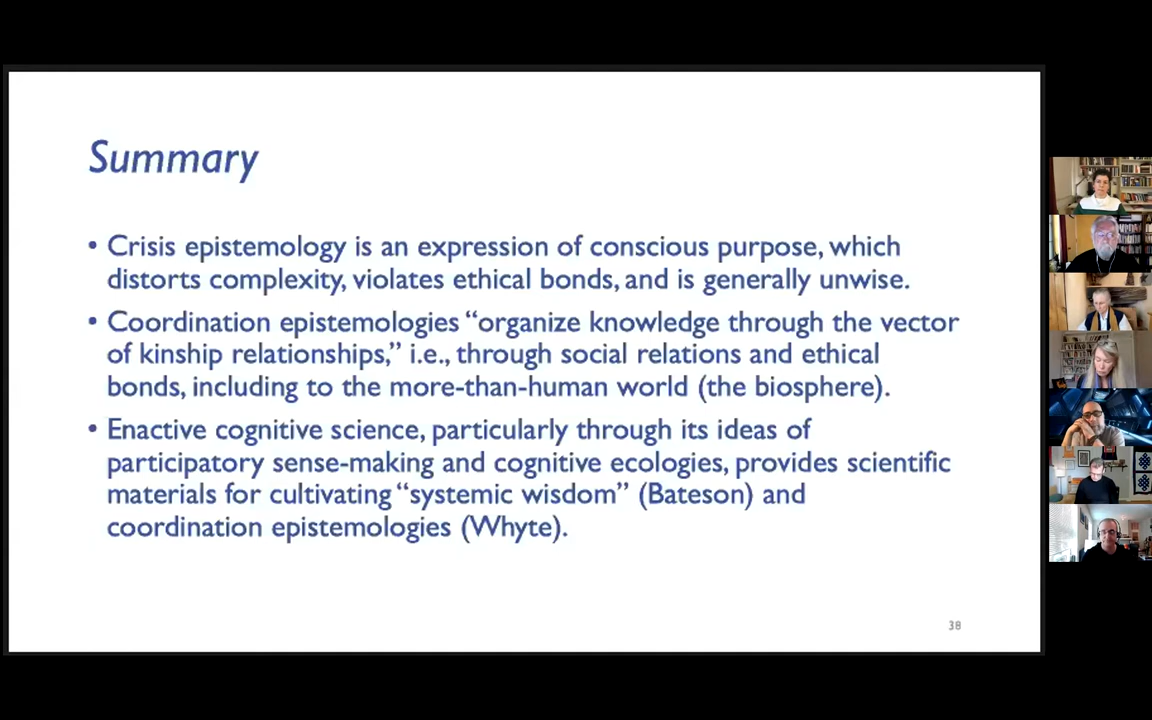 Summary
• Crisis epistemology is an expression of conscious purpose, which
distorts complexity, violates ethical bonds, and is generally unwise.
• Coordination epistemologies “organize knowledge through the vector
of kinship relationships,” i.e., through social relations and ethical
bonds, including to the more-than-human world (the biosphere).
• Enactive cognitive science, particularly through its ideas of
participatory sense-making and cognitive ecologies, provides scientific
materials for cultivating “systemic wisdom” (Bateson) and
coordination epistemologies (Whyte).
38